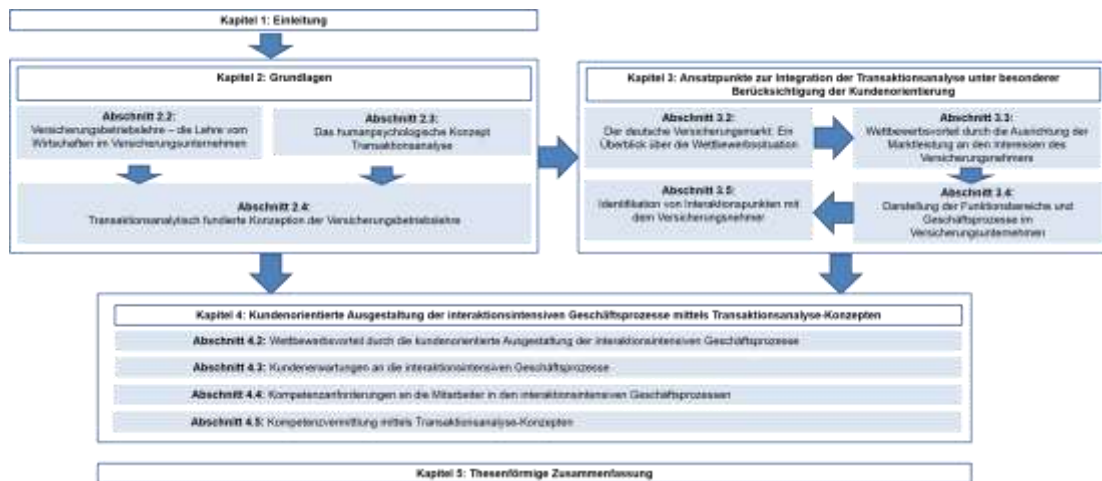 Kapitel 1: Einleitung
Kapitel 2: Grundlagen
Abschnitt 2.2:
Versicherungsbetriebslehre – die Lehre vom
Wirtschaften im Versicherungsunternehmen
Abschnitt 2.3:
Das humanpsychologische Konzept
Transaktionsanalyse
Abschnitt 2.4:
Transaktionsanalytisch fundierte Konzeption der Versicherungsbetriebslehre
Kapitel 3: Ansatzpunkte zur Integration der Transaktionsanalyse unter besonderer
Berücksichtigung der Kundenorientierung
Abschnitt 3.2:
Der deutsche Versicherungsmarkt: Ein
Überblick über die Wettbewerbssituation
Abschnitt 3.3:
Wettbewerbsvorteil durch die Ausrichtung der
Marktleistung an den Interessen des
Versicherungsnehmers
Abschnitt 3.4:
Darstellung der Funktionsbereiche und
Geschäftsprozesse im
Versicherungsunternehmen
Abschnitt 3.5:
Identifikation von Interaktionspunkten mit
dem Versicherungsnehmer
Kapitel 4: Kundenorientierte Ausgestaltung der interaktionsintensiven Geschäftsprozesse mittels Transaktionsanalyse-Konzepten
Abschnitt 4.2: Wettbewerbsvorteil durch die kundenorientierte Ausgestaltung der interaktionsintensiven Geschäftsprozesse
Abschnitt 4.3: Kundenerwartungen an die interaktionsintensiven Geschäftsprozesse
Abschnitt 4.4: Kompetenzanforderungen an die Mitarbeiter in den interaktionsintensiven Geschäftsprozessen
Abschnitt 4.5: Kompetenzvermittlung mittels Transaktionsanalyse-Konzepten
Kapitel 5: Thesenförmige Zusammenfassung